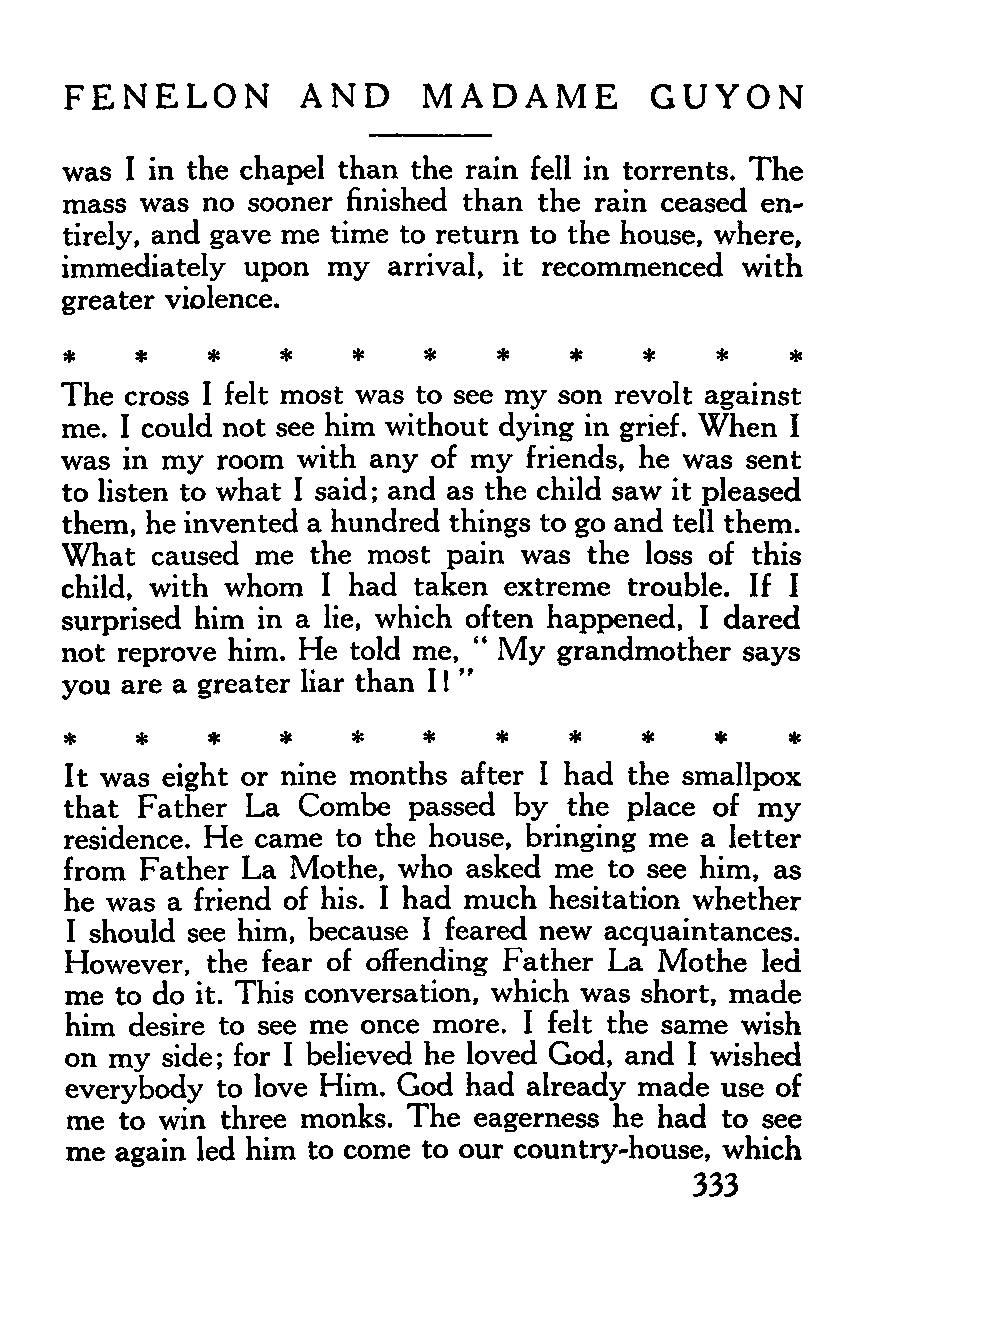 FENELON AND MADAME GUYON
was I in the chapel than the rain fell in torrents. The
mass was no sooner finished than the rain ceased en-
tirely, and gave me time to return to the house, where,
immediately upon my arrival, it recommenced with
greater violence.
* * * * * * * * * * *
The cross I felt most was to see my son revolt against
me. I could not see him without dying in grief. When I
was in my room with any of my friends, he was sent
to listen to what I said; and as the child saw it pleased
them, he invented a hundred things to go and tell them.
What caused me the most pain was the loss of this
child, with whom I had taken extreme trouble. If I
surprised him in a lie, which often happened, I dared
not reprove him. He told me, “ My grandmother says
you are a greater liar than I! ”
* * * * * * * * * * *
It was eight or nine months after I had the smallpox
that Father La Combe passed by the place of my
residence. He came to the house, bringing me a letter
from Father La Mothe, who asked me to see him, as
he was a friend of his. I had much hesitation whether
I should see him, because I feared new acquaintances.
However, the fear of offending Father La Mothe led
me to do it. This conversation, which was short, made
him desire to see me once more. I felt the same wish
on my side; for I believed he loved God, and I wished
everybody to love Him. God had already made use of
me to win three monks. The eagerness he had to see
me again led him to come to our country-house, which
333